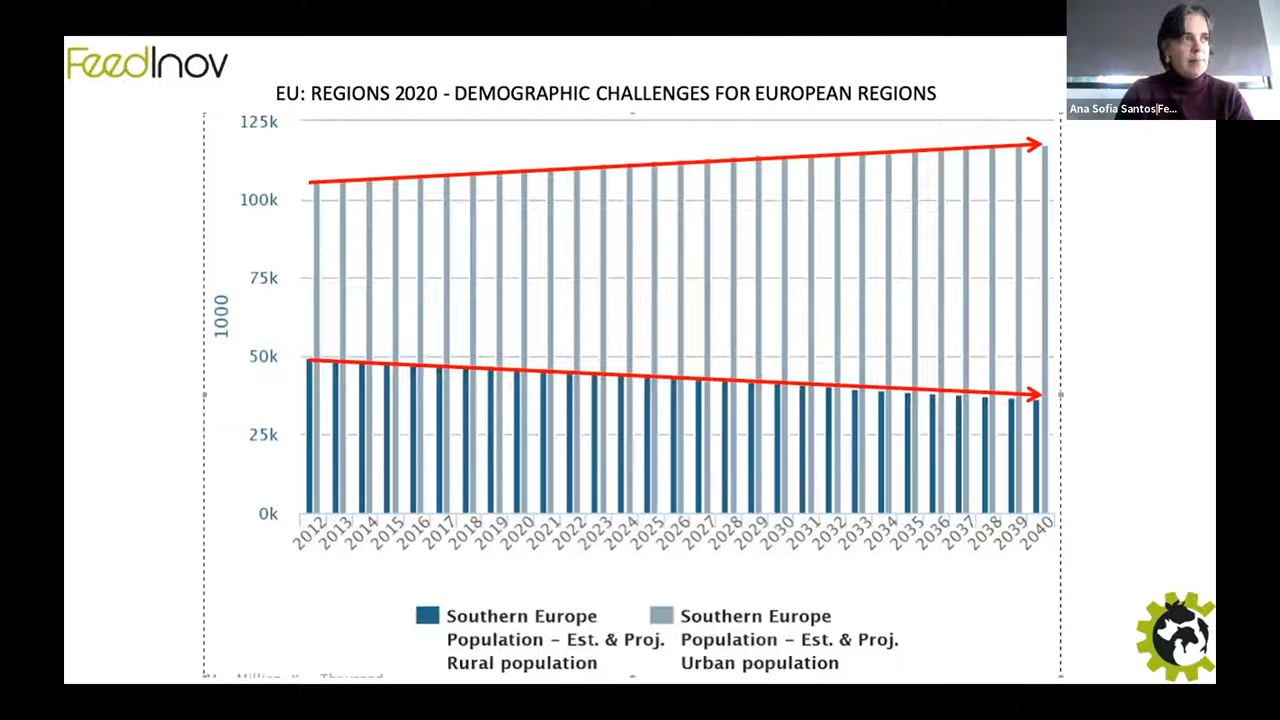 FeedInov
Ana Sofia Santos|Fe...
EU: REGIONS 2020 - DEMOGRAPHIC CHALLENGES FOR EUROPEAN REGIONS
125k
100k
75k
50k
25k
0k
1000
2012 2013 2014 2015 2016 2017 2018 2019 2020 2021 2022 2023 2024 2025 2026 2027 2028 2029 2030 2031 2032 2033 2034 2035 2036 2037 2038 2039 2040
Southern Europe
Population - Est. & Proj.
Rural population
Southern Europe
Population - Est. & Proj.
Urban population